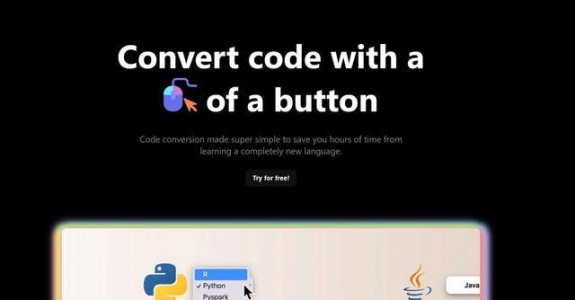 Convert code with a
of a button
Code conversion made super simple to save you hours of time from
learning a completely new language.
Try for free!
R
✓ Python
Pyspark
Java